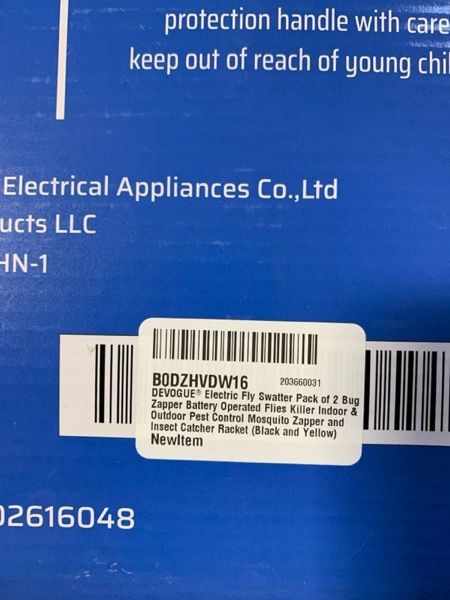 protection handle with care
keep out of reach of young
Electrical Appliances Co.,Ltd
LLC
HN-1
B0DZHVDW16 203660031
DEVOGUE® Electric Fly Swatter Pack of 2 Bug
Zapper Battery Operated Flies Killer Indoor &
Outdoor Pest Control Mosquito Zapper and
Insect Catcher Racket (Black and Yellow)
NewItem
02616048